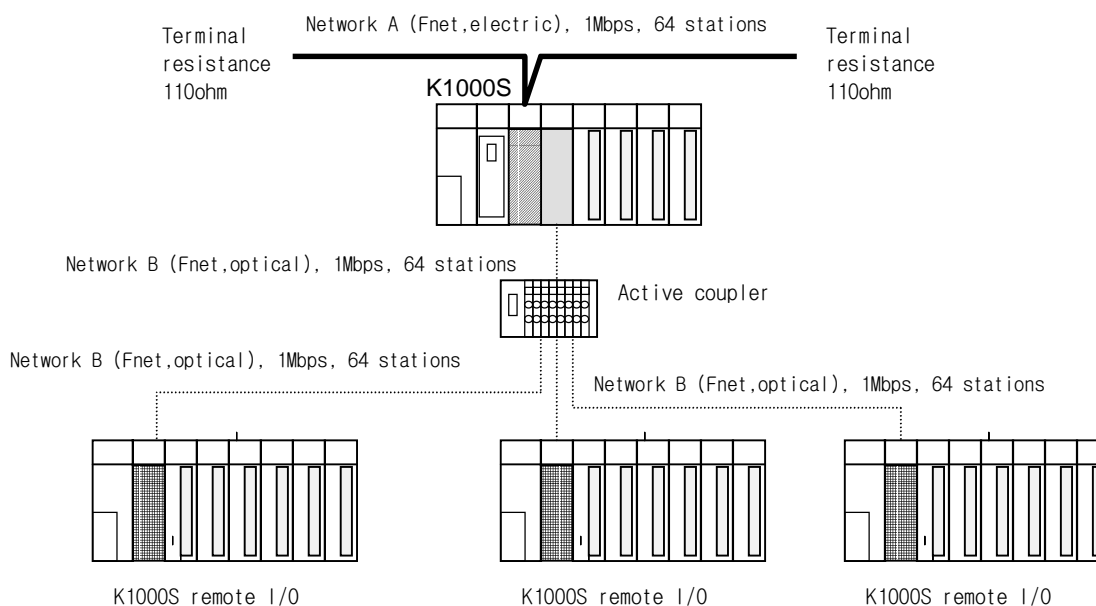 Network A (Fnet,electric), 1Mbps, 64 stations
Terminal
resistance
110ohm
Terminal
resistance
110ohm
K1000S
Network B (Fnet,optical), 1Mbps, 64 stations
Active coupler
Network B (Fnet,optical), 1Mbps, 64 stations
Network B (Fnet,optical), 1Mbps, 64 stations
K1000S remote I/O
K1000S remote I/O
K1000S remote I/O